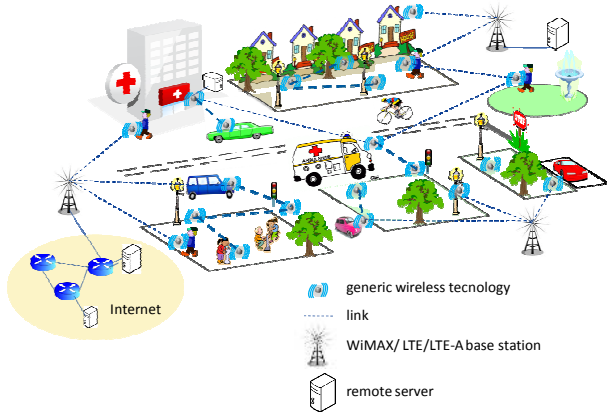 Internet
generic wireless tecnology
link
WiMAX/ LTE/LTE-A base station
remote server